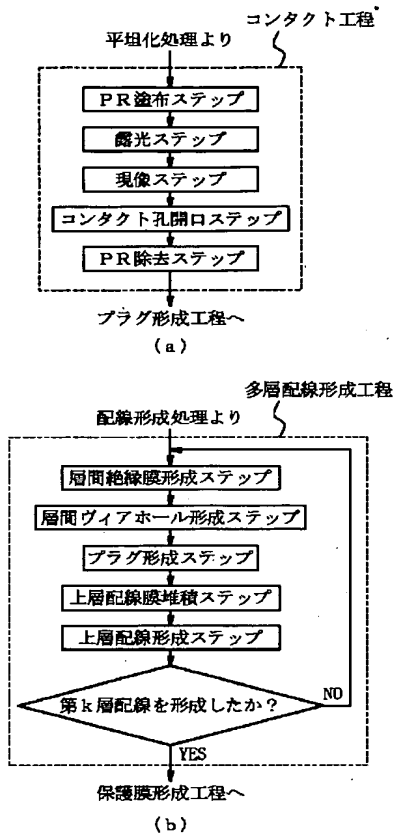 コンタクト工程
平坦化処理より
PR塗布ステップ
露光ステップ
現像ステップ
コンタクト孔開口ステップ
PR除去ステップ
プラグ形成工程へ
(a)
多層配線形成工程
配線形成処理より
層間絶縁膜形成ステップ
層間ヴィアホール形成ステップ
プラグ形成ステップ
上層配線膜堆積ステップ
上層配線形成ステップ
第k層配線を形成したか?
NO
YES
保護膜形成工程へ
(b)